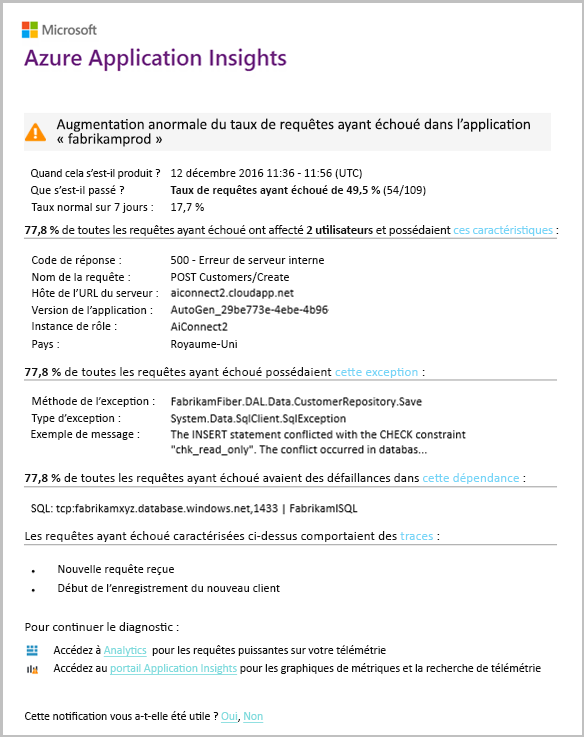 Microsoft
Azure Application Insights
Augmentation anormale du taux de requêtes ayant échoué dans l'application
« fabrikamprod »
Quand cela s'est-il produit ? 12 décembre 2016 11:36 - 11:56 (UTC)
Que s'est-il passé ? Taux de requêtes ayant échoué de 49,5 % (54/109)
Taux normal sur 7 jours : 17,7 %
77,8 % de toutes les requêtes ayant échoué ont affecté 2 utilisateurs et possédaient ces caractéristiques :
Code de réponse : 500 - Erreur de serveur interne
Nom de la requête : POST Customers/Create
Hôte de l'URL du serveur : aiconnect2.cloudapp.net
Version de l'application : AutoGen_29be773e-4ebe-4b96
Instance de rôle : AiConnect2
Pays : Royaume-Uni
77,8 % de toutes les requêtes ayant échoué possédaient cette exception :
Méthode de l'exception : FabrikamFiber.DAL.Data.CustomerRepository.Save
Type d'exception : System.Data.SqlClient.SqlException
Exemple de message : The INSERT statement conflicted with the CHECK constraint
"chk_read_only". The conflict occurred in databas...
77,8 % de toutes les requêtes ayant échoué avaient des défaillances dans cette dépendance :
SQL: tcp:fabrikamxyz.database.windows.net,1433 | FabrikamISQL
Les requêtes ayant échoué caractérisées ci-dessus comportaient des traces :
• Nouvelle requête reçue
• Début de l'enregistrement du nouveau client
Pour continuer le diagnostic :
Accédez à Analytics pour les requêtes puissantes sur votre télémétrie
Accédez au portail Application Insights pour les graphiques de métriques et la recherche de télémétrie
Cette notification vous a-t-elle été utile ? Oui, Non